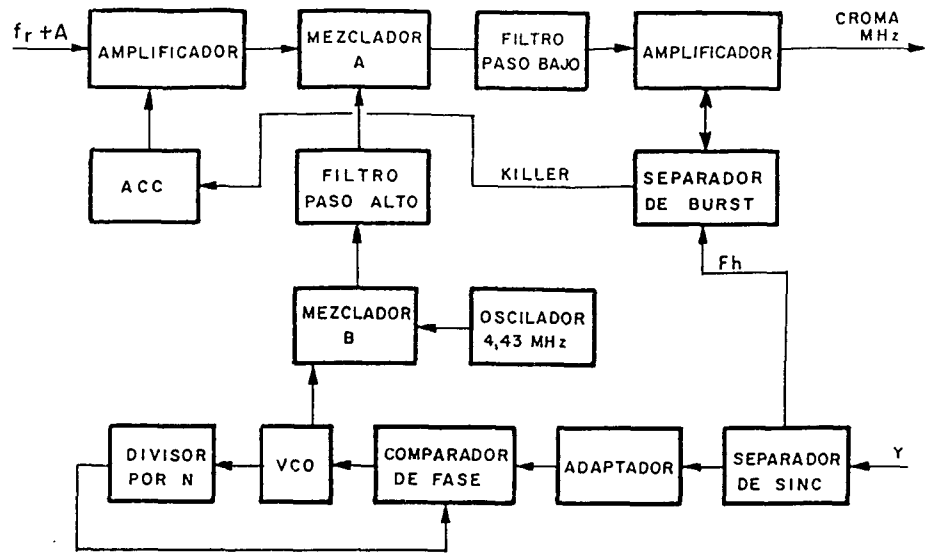 fr + A
AMPLIFICADOR
MEZCLADOR
A
FILTRO
PASO BAJO
AMPLIFICADOR
CROMA
MHz
ACC
FILTRO
PASO ALTO
KILLER
SEPARADOR
DE BURST
Fh
MEZCLADOR
B
OSCILADOR
4,43 MHz
DIVISOR
POR N
VCO
COMPARADOR
DE FASE
ADAPTADOR
SEPARADOR
DE SINC
Y